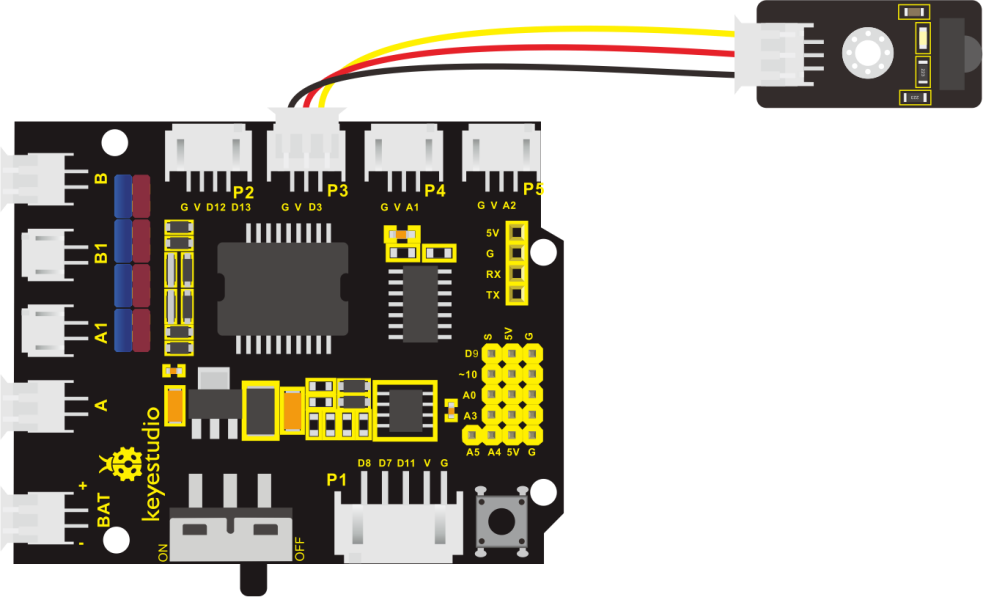 P2
P3
P4
P5
G V D12 D13
G V D3
G V A1
G V A2
B
B1
A1
A
5V
G
RX
TX
S 5V G
D9
~10
A0
A3
A5 A4 5V G
keyestudio
+
BAT
-
ON
OFF
P1
D8 D7 D11 V G